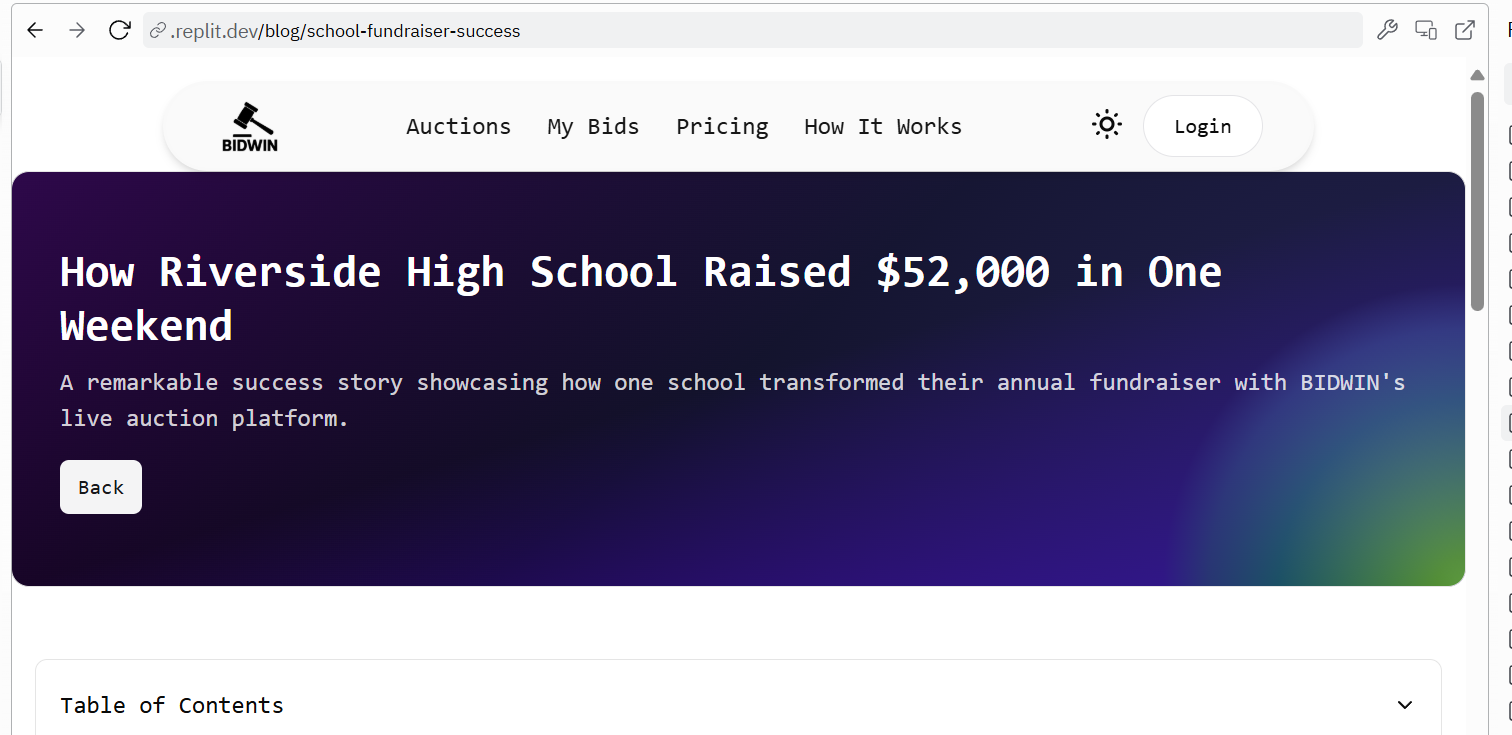 .replit.dev/blog/school-fundraiser-success
BIDWIN
Auctions My Bids Pricing How It Works Login
How Riverside High School Raised $52,000 in One
Weekend
A remarkable success story showcasing how one school transformed their annual fundraiser with BIDWIN's
live auction platform.
Back
Table of Contents